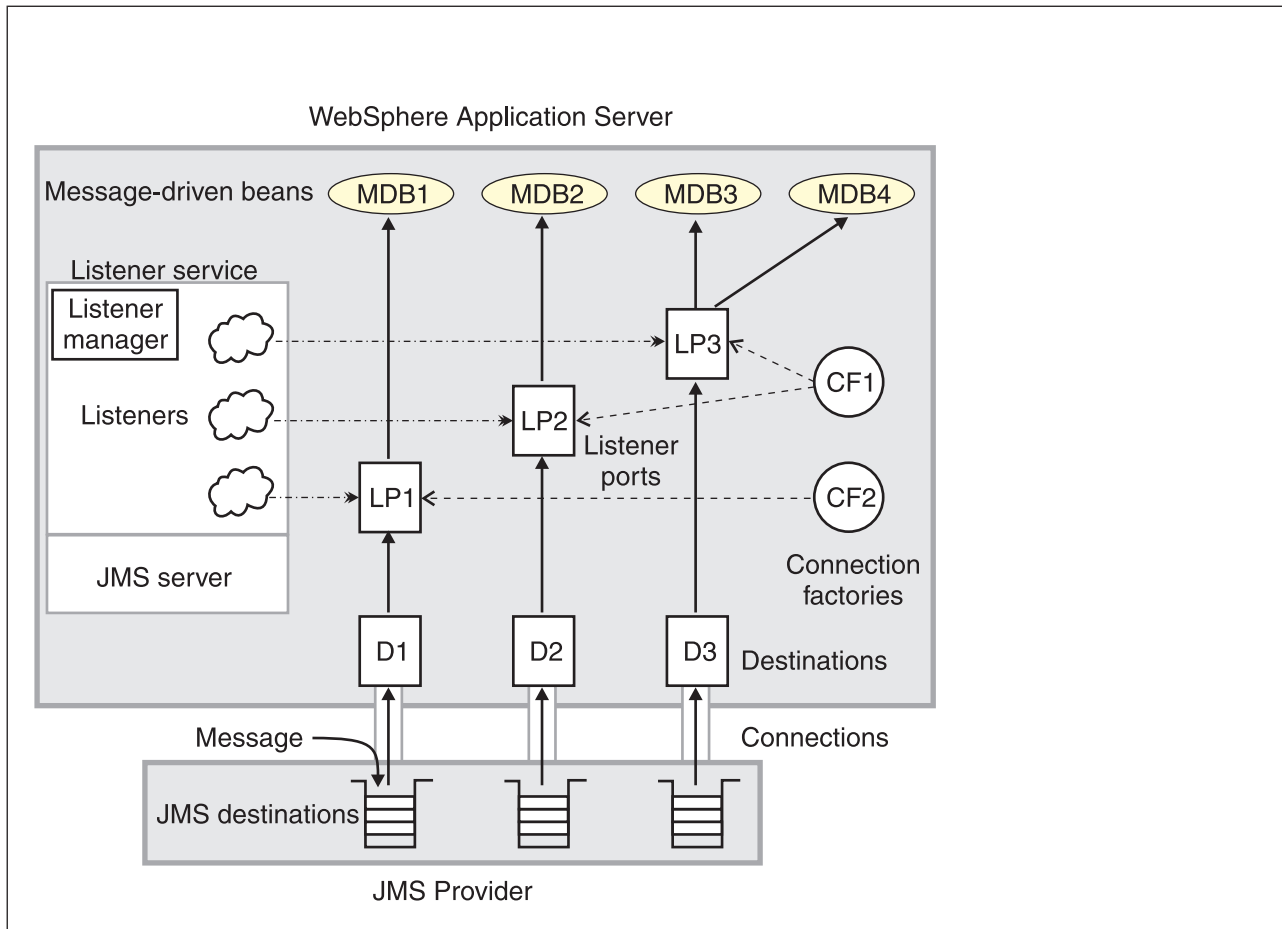 WebSphere Application Server
Message-driven beans
MDB1
MDB2
MDB3
MDB4
Listener service
Listener
manager
LP3
CF1
Listeners
LP2
Listener
ports
LP1
CF2
JMS server
Connection
factories
D1
D2
D3
Destinations
Message
Connections
JMS destinations
JMS Provider